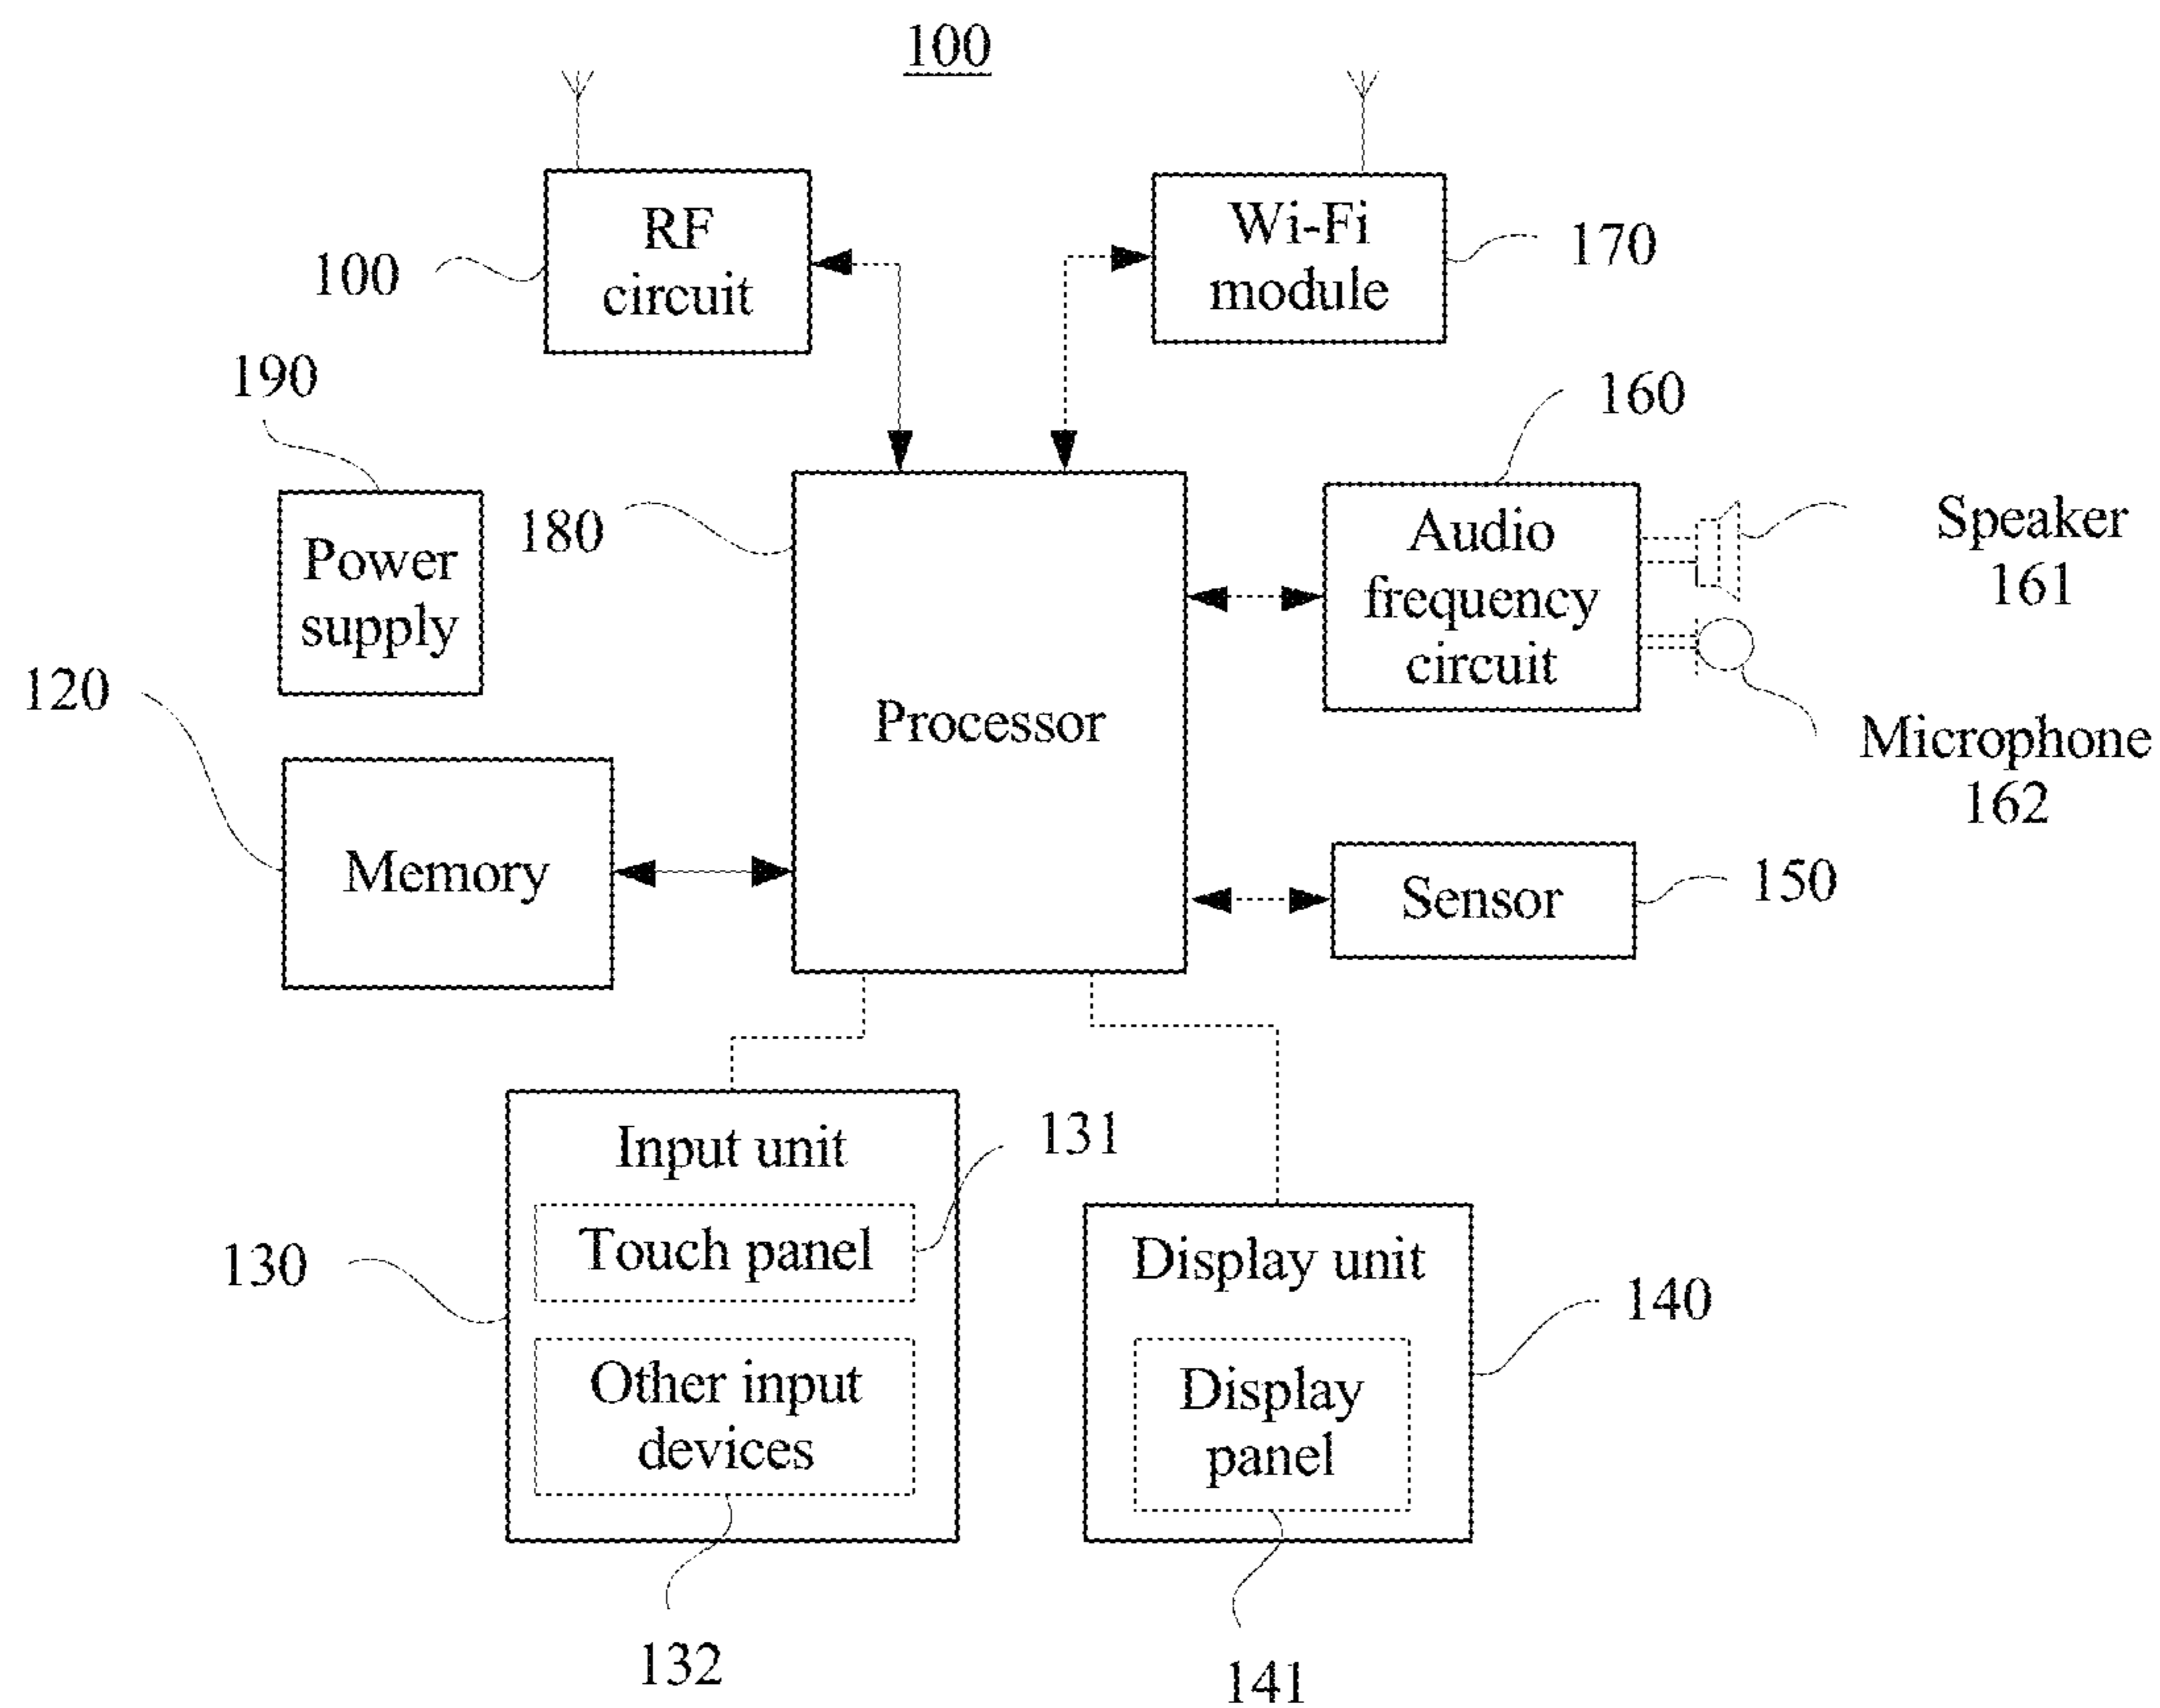 100
RF
circuit
100
Wi-Fi
module
170
190
Power
supply
180
160
Audio
frequency
circuit
Speaker
161
Microphone
162
Processor
120
Memory
Sensor
150
Input unit
131
Touch panel
130
Other input
devices
132
Display unit
140
Display
panel
141